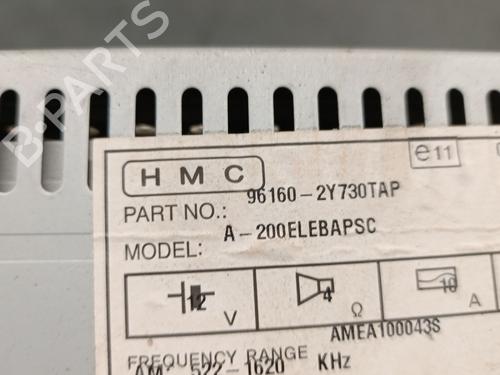 B-PARTS
e11
HMC
PART NO.: 96160-2Y730TAP
MODEL: A-200ELEBAPSC
12 V
4 Ω
10 A
AMEA100043S
FREQUENCY RANGE
AM: 522-1620 KHz